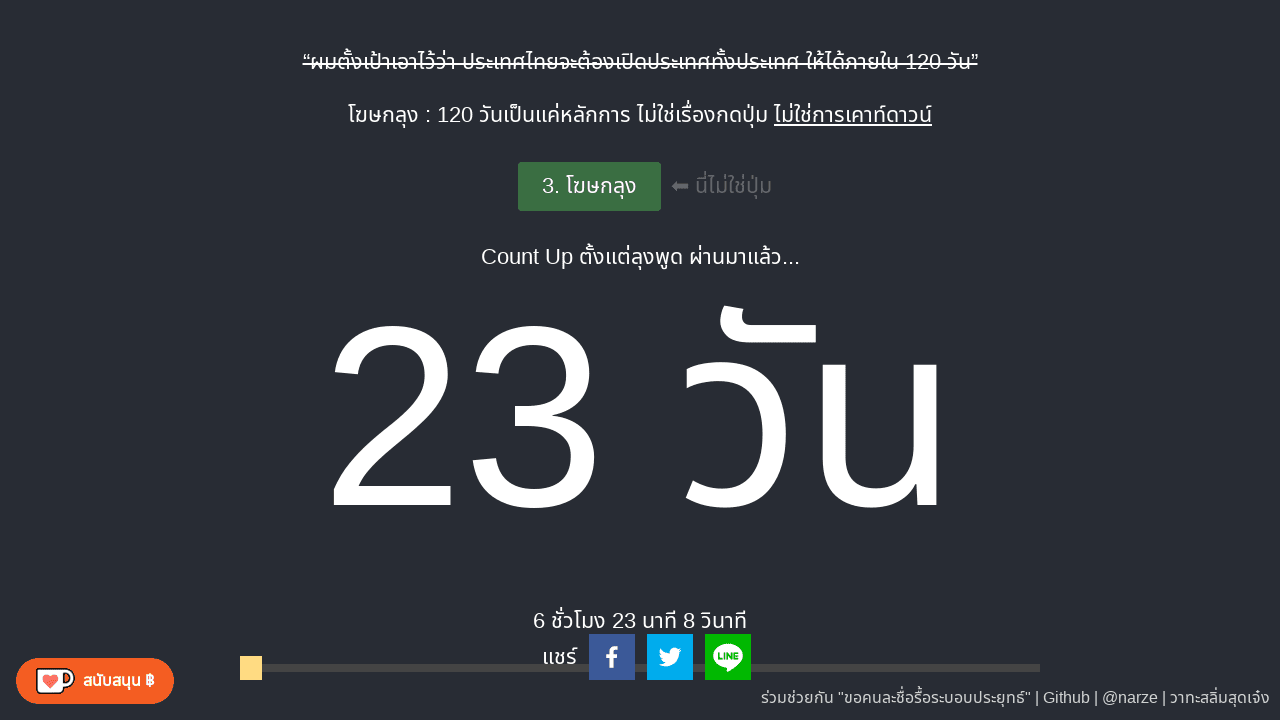 “ผมตั้งเป้าเอาไว้ว่า ประเทศไทยจะต้องเปิดประเทศทั้งประเทศ ให้ได้ภายใน 120 วัน”
โฆษกลุง : 120 วันเป็นแค่หลักการ ไม่ใช่เรื่องกดปุ่ม ไม่ใช่การเคาท์ดาวน์
3. โฆษกลุง ⬅ นี่ไม่ใช่ปุ่ม
Count Up ตั้งแต่ลุงพูด ผ่านมาแล้ว...
23 วัน
6 ชั่วโมง 23 นาที 8 วินาที
แชร์
LINE
สนับสนุน ฿
ร่วมช่วยกัน "ขอคนละชื่อรื้อระบอบประยุทธ์" | Github | @narze | วาทะสลิ่มสุดเจ๋ง